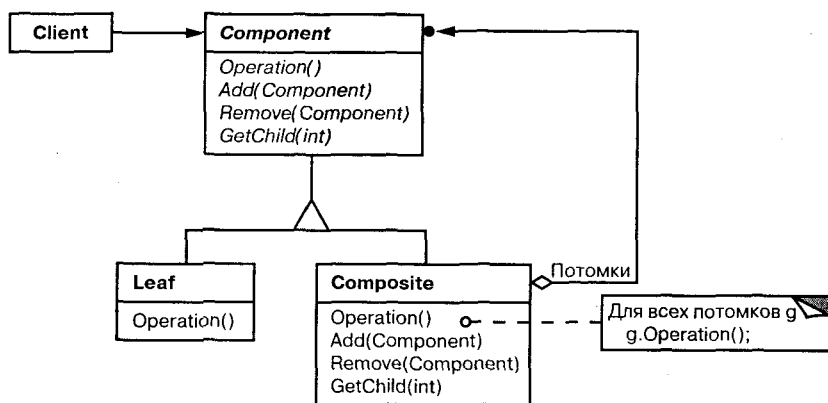 Client
Component
Operation()
Add(Component)
Remove(Component)
GetChild(int)
Leaf
Operation()
Composite
Operation()
Add(Component)
Remove(Component)
GetChild(int)
Потомки
Для всех потомков g
g.Operation();